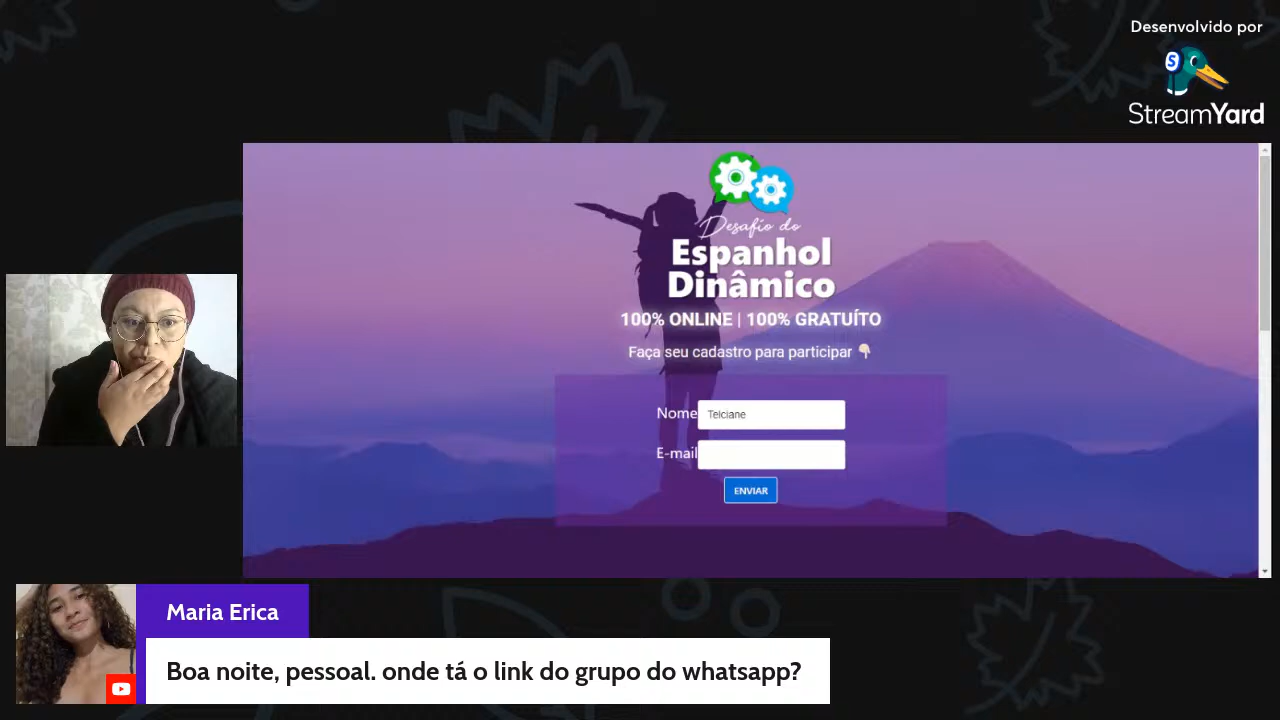 Desenvolvido por
S
StreamYard
Desafio do
Espanhol
Dinâmico
100% ONLINE | 100% GRATUÍTO
Faça seu cadastro para participar 👇🏻
Nome Telciane
E-mail
ENVIAR
Maria Erica
Boa noite, pessoal. onde tá o link do grupo do whatsapp?